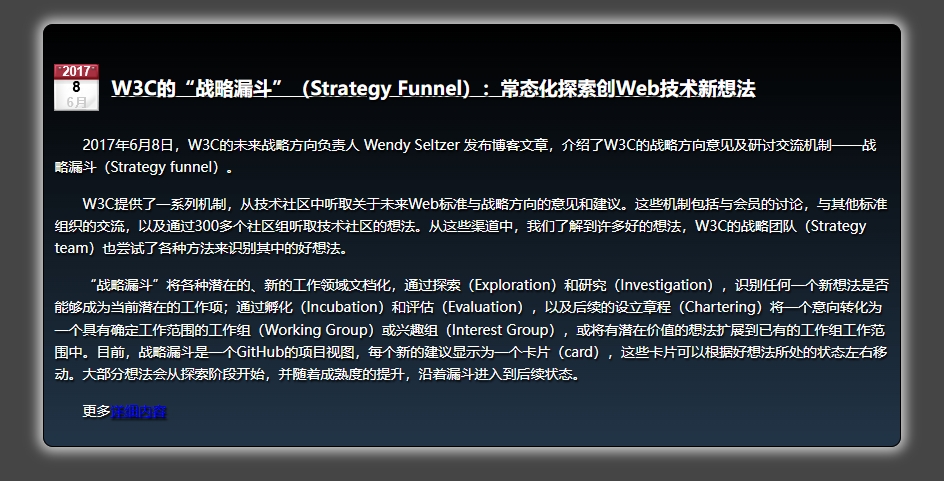 2017
8
6月
W3C的“战略漏斗”（Strategy Funnel）：常态化探索创Web技术新想法
2017年6月8日，W3C的未来战略方向负责人 Wendy Seltzer 发布博客文章，介绍了W3C的战略方向意见及研讨交流机制——战
略漏斗（Strategy funnel）。
W3C提供了一系列机制，从技术社区中听取关于未来Web标准与战略方向的意见和建议。这些机制包括与会员的讨论，与其他标准
组织的交流，以及通过300多个社区组听取技术社区的想法。从这些渠道中，我们了解到许多好的想法，W3C的战略团队（Strategy
team）也尝试了各种方法来识别其中的好想法。
“战略漏斗”将各种潜在的、新的工作领域文档化，通过探索（Exploration）和研究（Investigation），识别任何一个新想法是否
能够成为当前潜在的工作项；通过孵化（Incubation）和评估（Evaluation），以及后续的设立章程（Chartering）将一个意向转化为
一个具有确定工作范围的工作组（Working Group）或兴趣组（Interest Group），或将有潜在价值的想法扩展到已有的工作组工作范
围中。目前，战略漏斗是一个GitHub的项目视图，每个新的建议显示为一个卡片（card），这些卡片可以根据好想法所处的状态左右移
动。大部分想法会从探索阶段开始，并随着成熟度的提升，沿着漏斗进入到后续状态。
更多详细内容